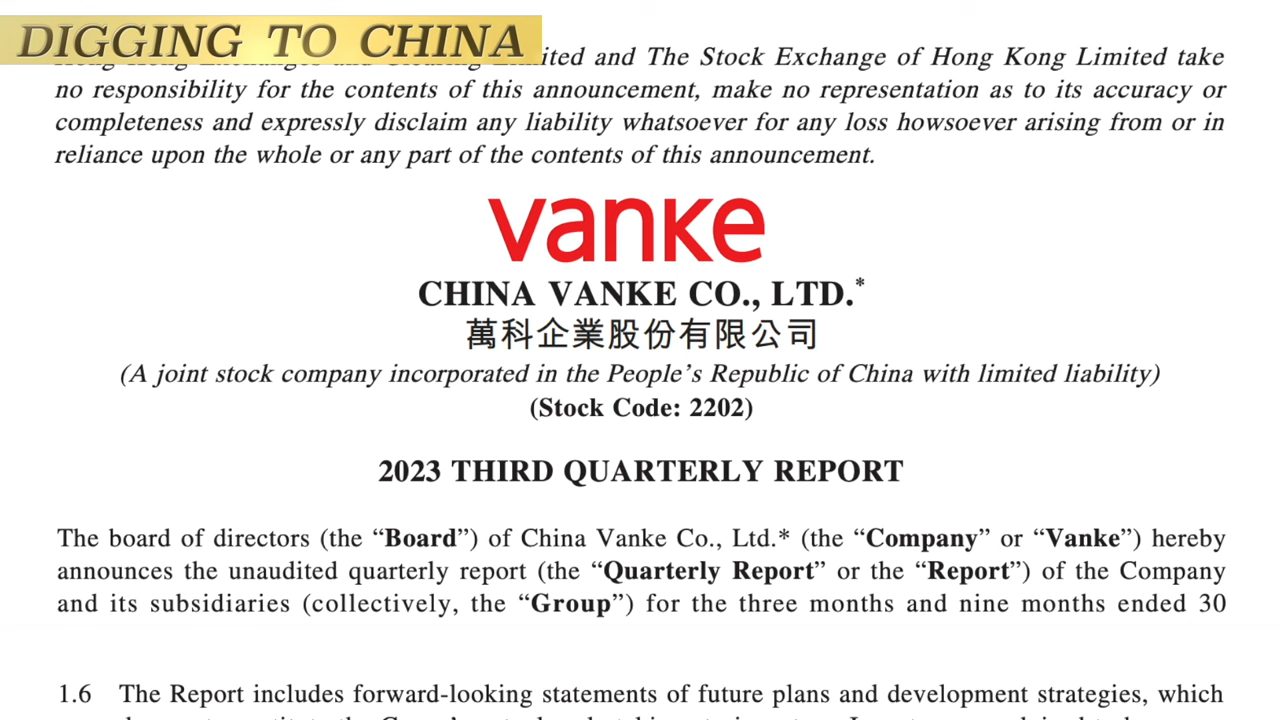 DIGGING TO CHINA
and The Stock Exchange of Hong Kong Limited take
no responsibility for the contents of this announcement, make no representation as to its accuracy or
completeness and expressly disclaim any liability whatsoever for any loss howsoever arising from or in
reliance upon the whole or any part of the contents of this announcement.
vanke
CHINA VANKE CO., LTD.*
萬科企業股份有限公司
(A joint stock company incorporated in the People’s Republic of China with limited liability)
(Stock Code: 2202)
2023 THIRD QUARTERLY REPORT
The board of directors (the “Board”) of China Vanke Co., Ltd.* (the “Company” or “Vanke”) hereby
announces the unaudited quarterly report (the “Quarterly Report” or the “Report”) of the Company
and its subsidiaries (collectively, the “Group”) for the three months and nine months ended 30
1.6 The Report includes forward-looking statements of future plans and development strategies, which